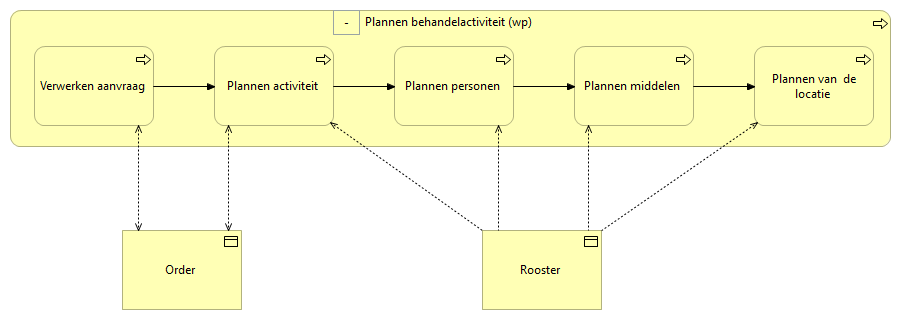 - Plannen behandelactiviteit (wp)
Verwerken aanvraag
Plannen activiteit
Plannen personen
Plannen middelen
Plannen van de
locatie
Order
Rooster